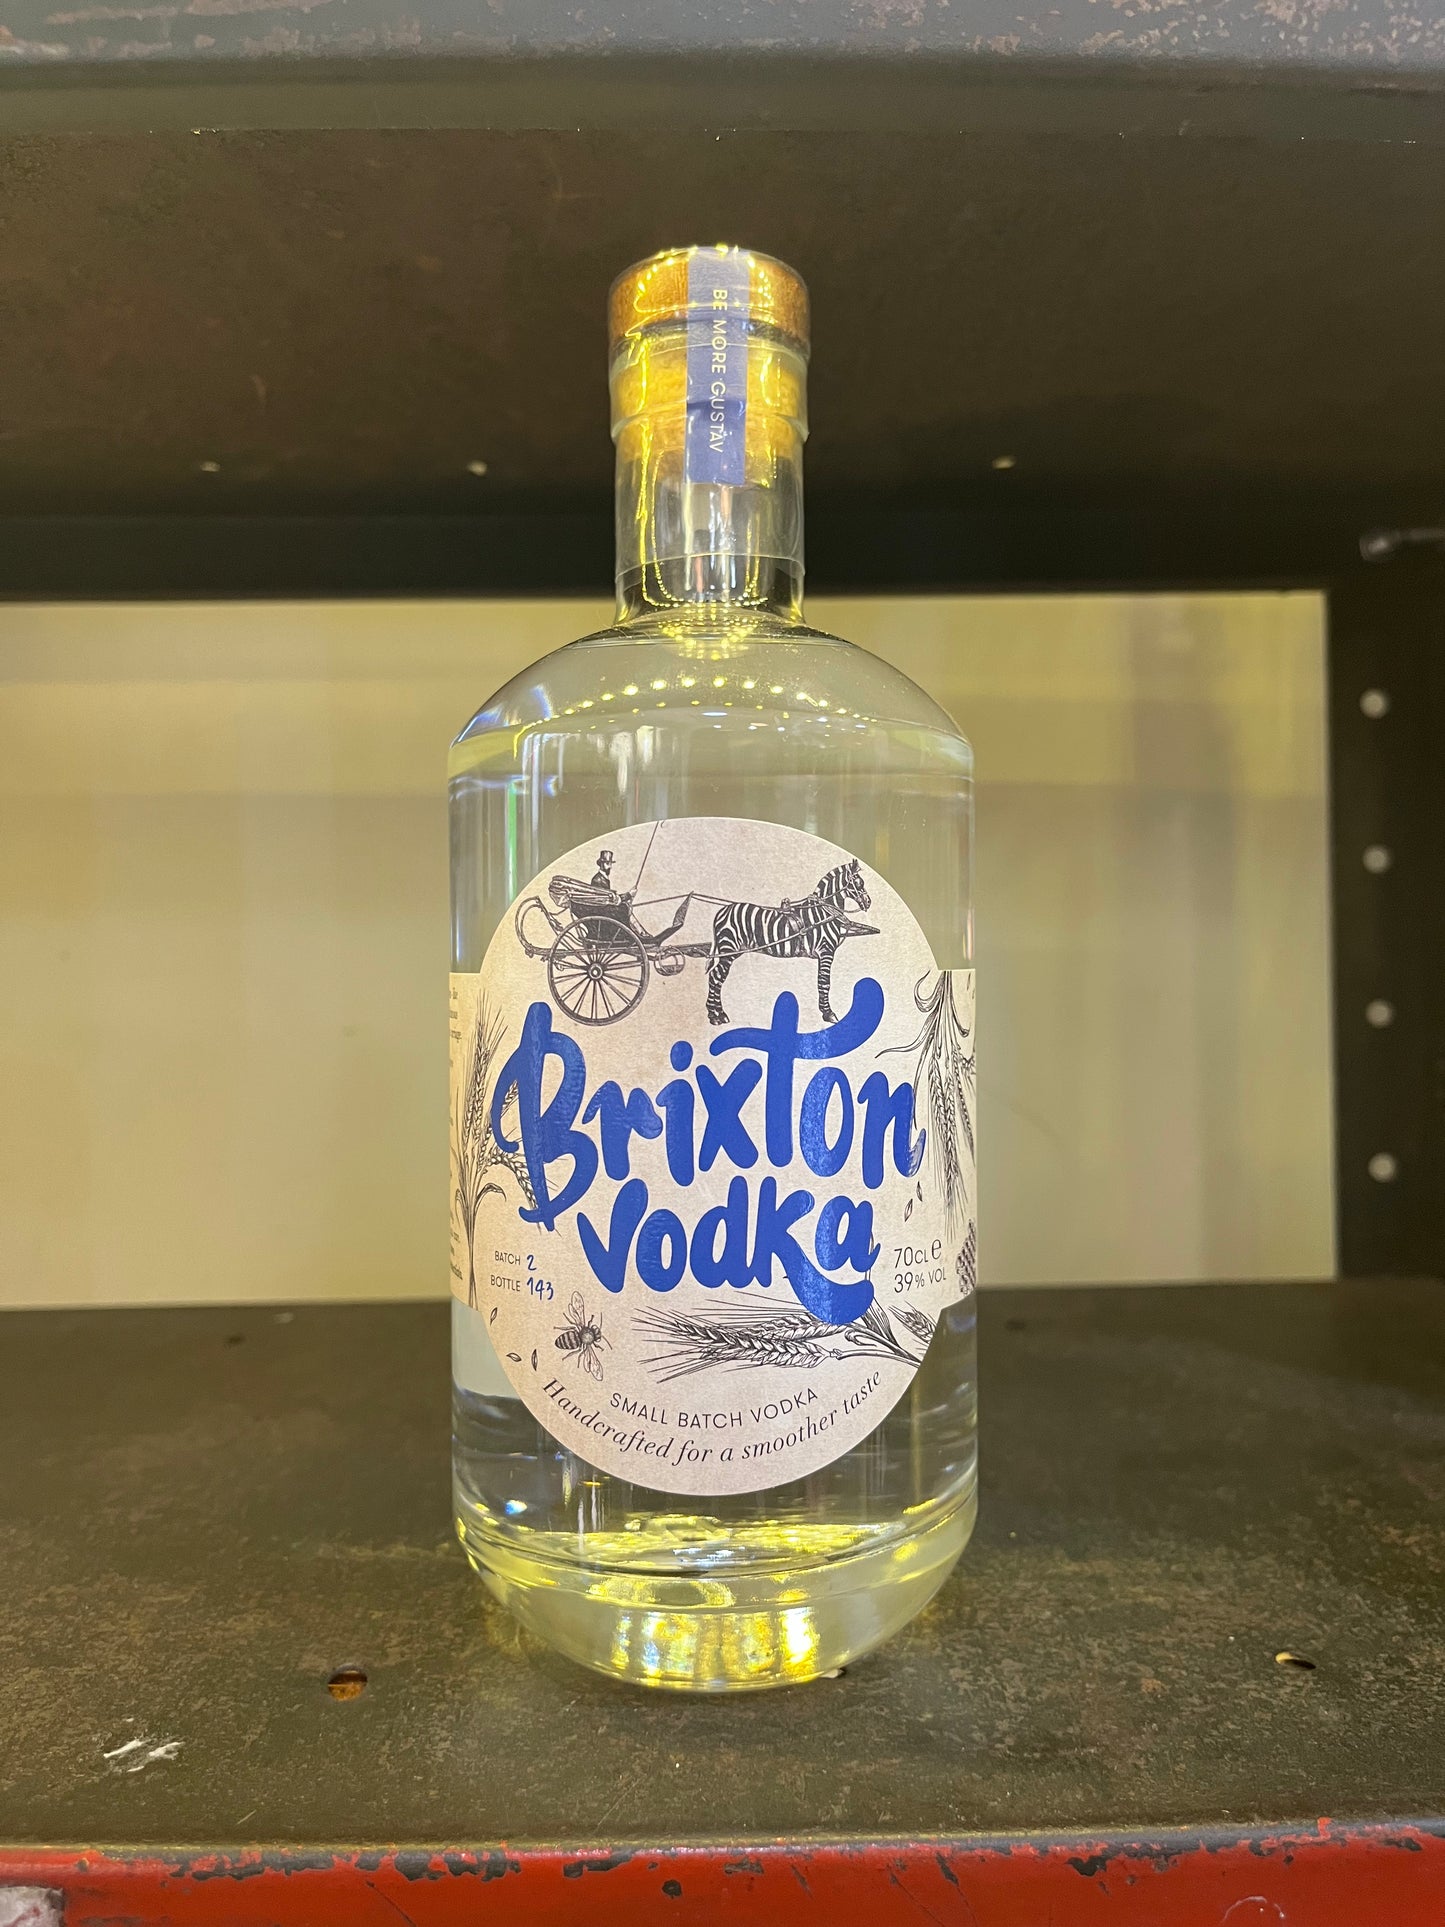 BE MORE GUSTAV
Brixton
Vodka
BATCH 2
BOTTLE 143
70CL e
39% VOL
SMALL BATCH VODKA
Handcrafted for a smoother taste